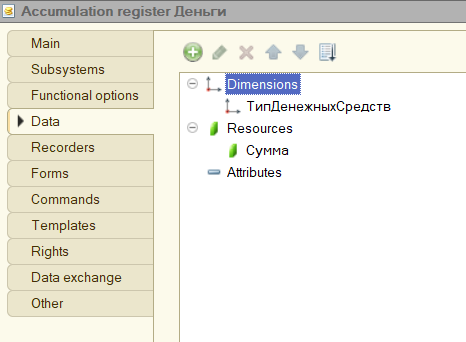 Accumulation register Деньги
Main
Subsystems
Functional options
Data
Recorders
Forms
Commands
Templates
Rights
Data exchange
Other
Dimensions
ТипДенежныхСредств
Resources
Сумма
Attributes